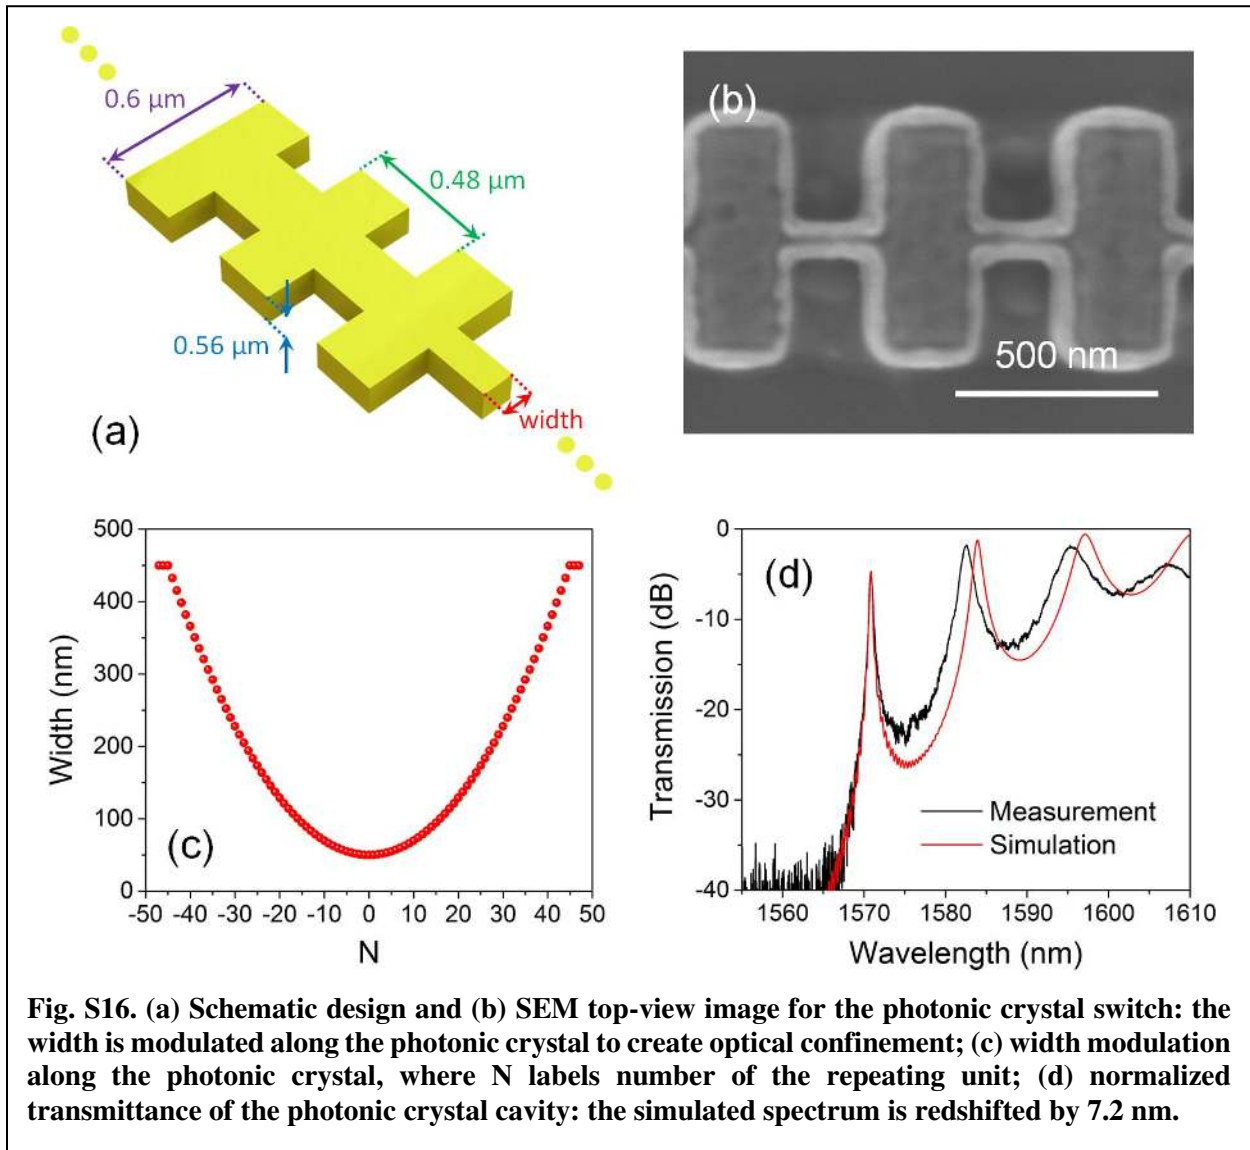 0.6 μm
0.48 μm
0.56 μm
width
(a)
(b)
500 nm
500
400
300
200
100
0
Width (nm)
-50 -40 -30 -20 -10 0 10 20 30 40 50
N
(c)
0
-10
-20
-30
-40
Transmission (dB)
(d)
Measurement
Simulation
1560 1570 1580 1590 1600 1610
Wavelength (nm)
Fig. S16. (a) Schematic design and (b) SEM top-view image for the photonic crystal switch: the
width is modulated along the photonic crystal to create optical confinement; (c) width modulation
along the photonic crystal, where N labels number of the repeating unit; (d) normalized
transmittance of the photonic crystal cavity: the simulated spectrum is redshifted by 7.2 nm.